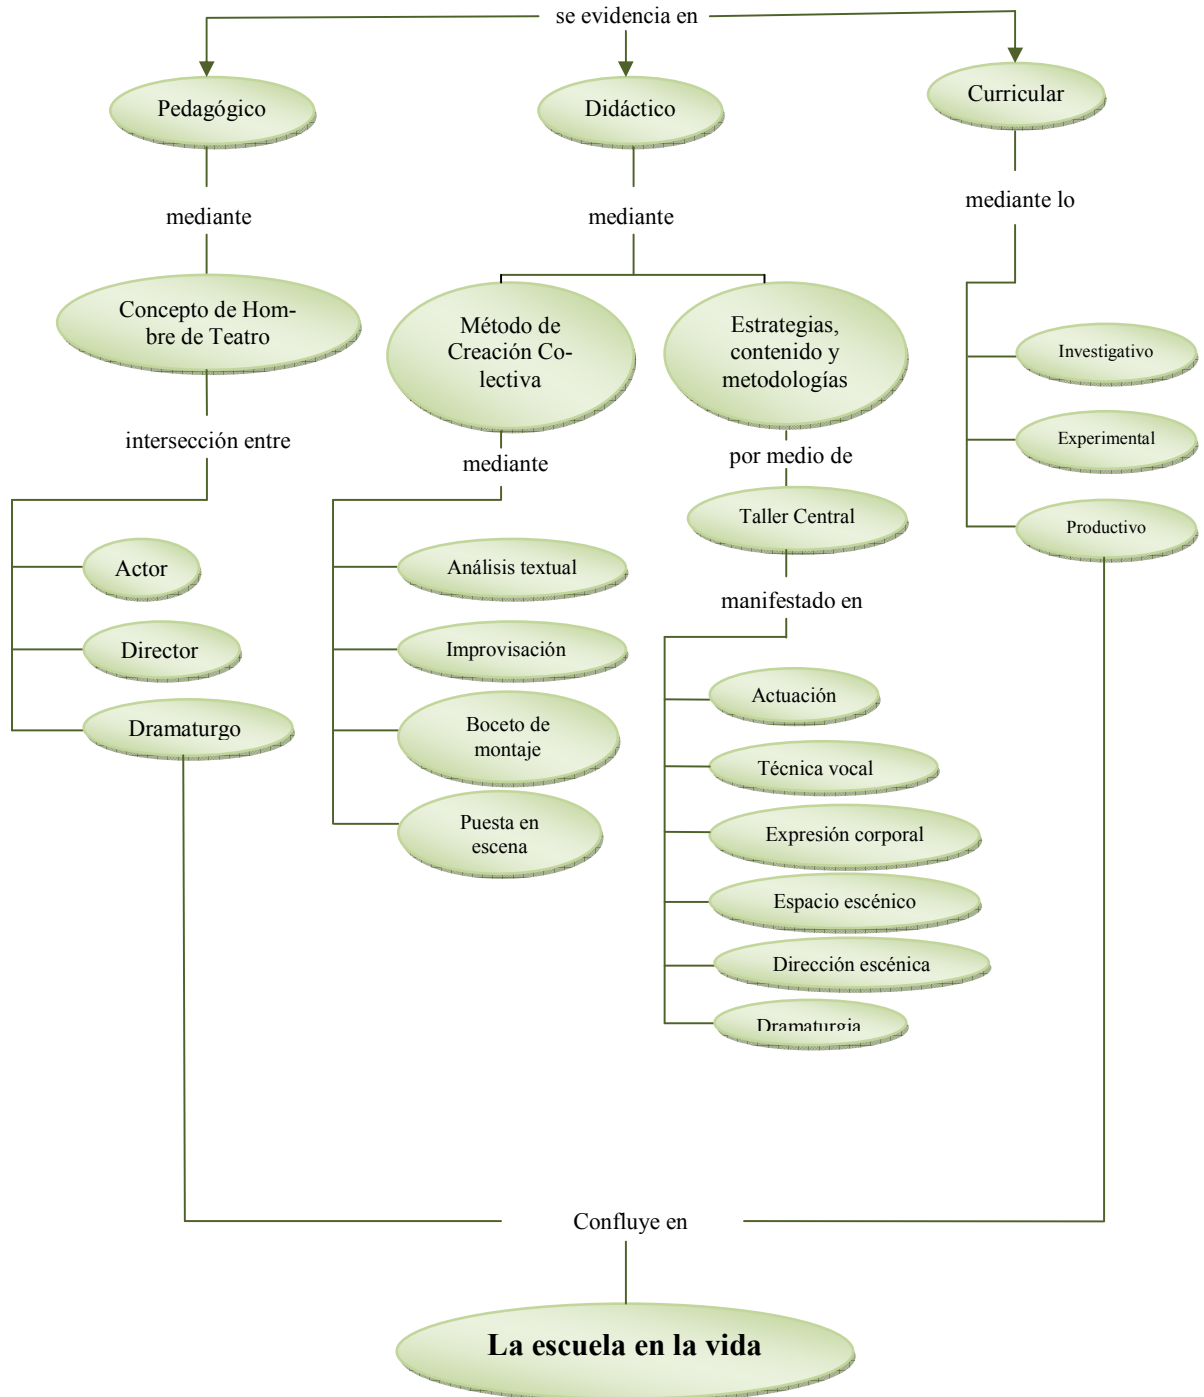 se evidencia en
Pedagógico
Didáctico
Curricular
mediante
mediante
mediante lo
Concepto de Hom-
bre de Teatro
Método de
Creación Co-
lectiva
Estrategias,
contenido y
metodologías
Investigativo
Experimental
Productivo
intersección entre
mediante
por medio de
Taller Central
Actor
Director
Dramaturgo
Análisis textual
Improvisación
Boceto de
montaje
Puesta en
escena
manifestado en
Actuación
Técnica vocal
Expresión corporal
Espacio escénico
Dirección escénica
Dramaturgia
Confluye en
La escuela en la vida